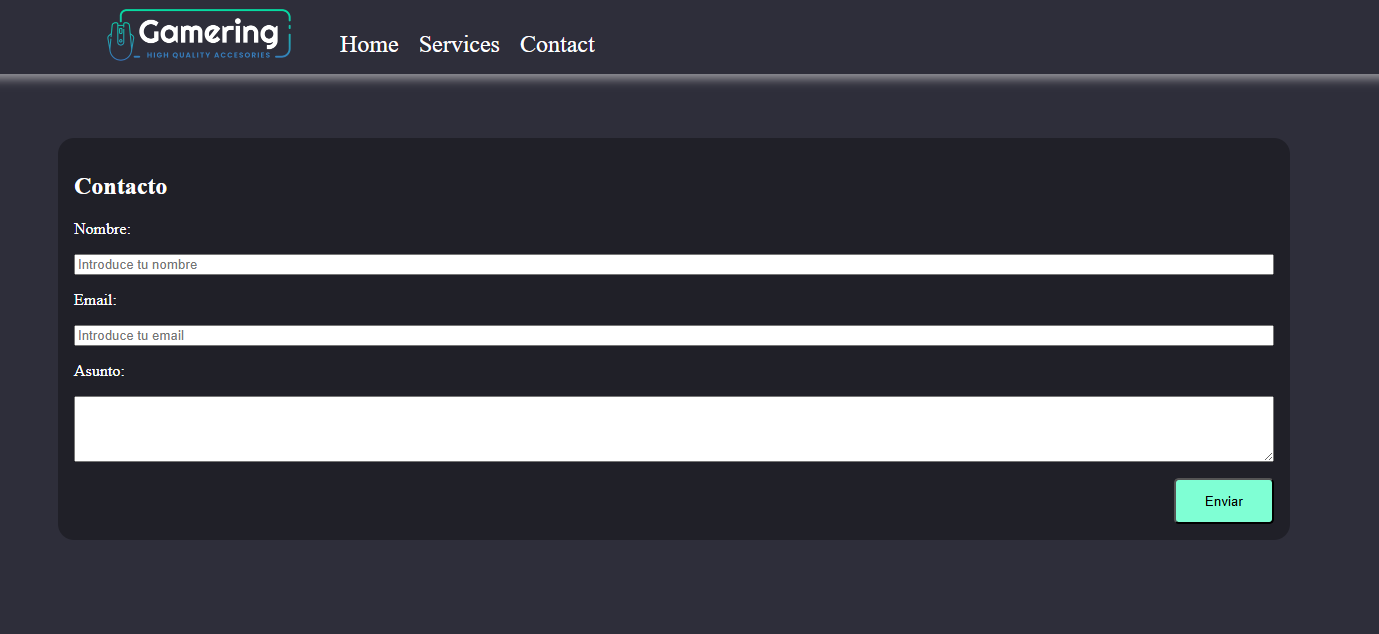 Gamering
HIGH QUALITY ACCESORIES
Home Services Contact
Contacto
Nombre:
Introduce tu nombre
Email:
Introduce tu email
Asunto:
Enviar